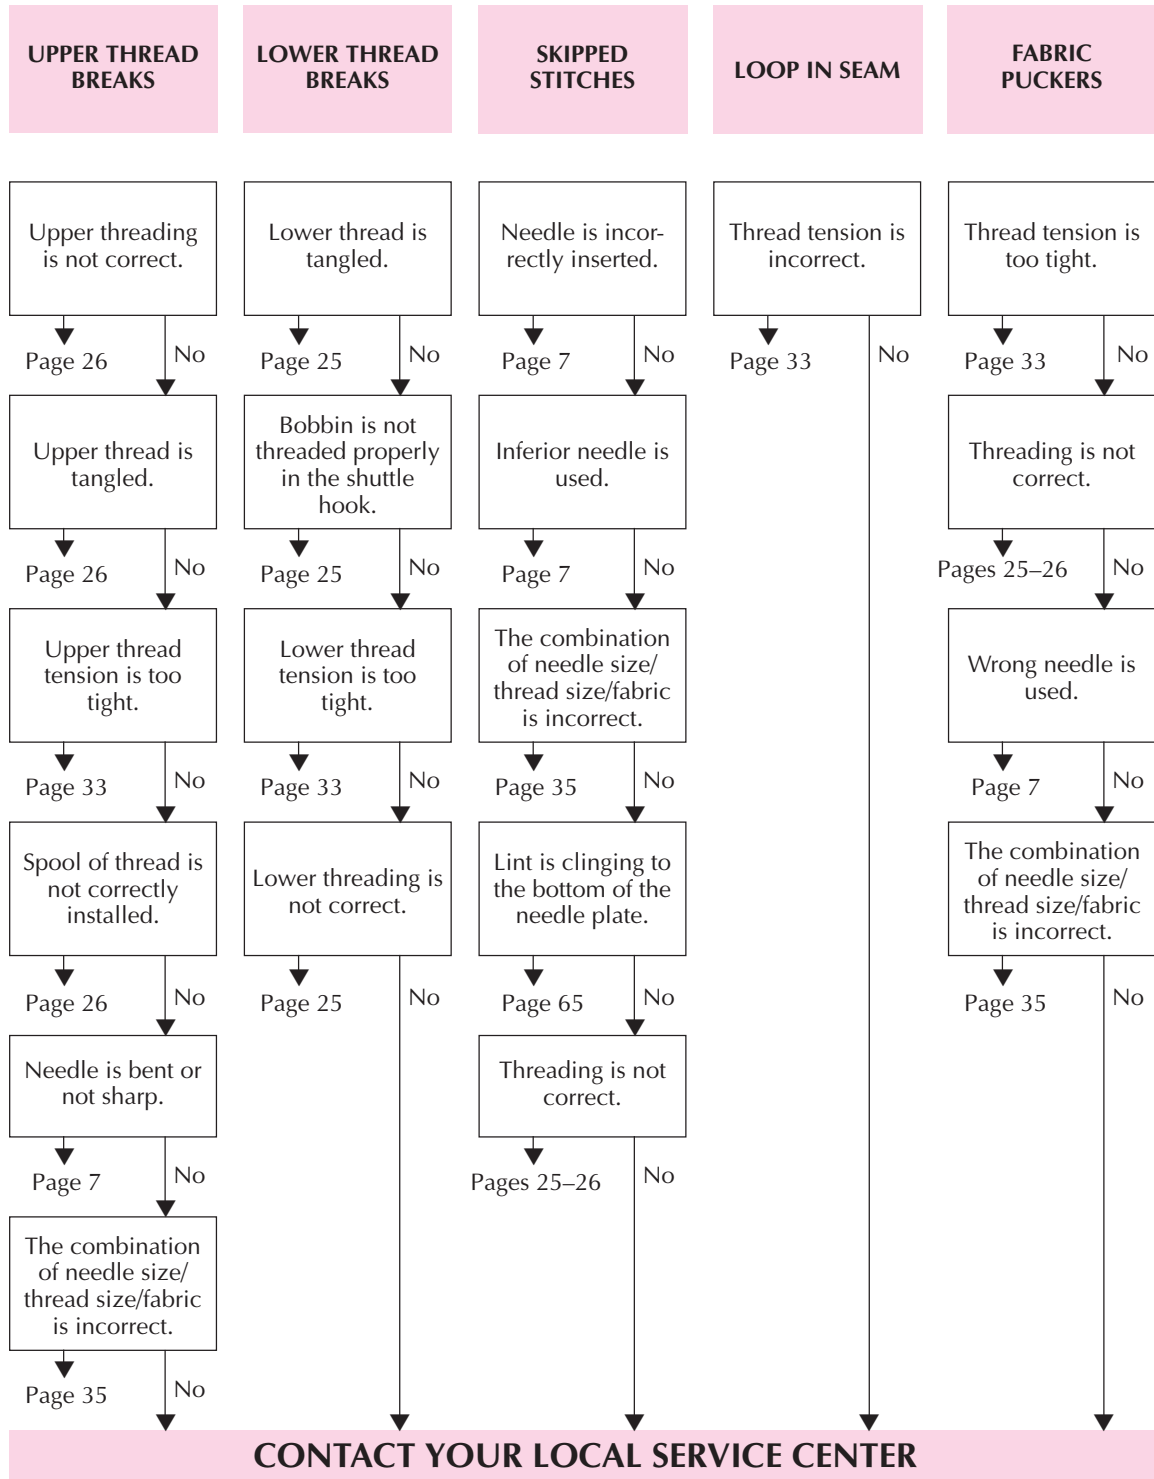 UPPER THREAD
BREAKS
LOWER THREAD
BREAKS
SKIPPED
STITCHES
LOOP IN SEAM
FABRIC
PUCKERS
Upper threading
is not correct.
Page 26
No
Upper thread is
tangled.
Page 26
No
Upper thread
tension is too
tight.
Page 33
No
Spool of thread is
not correctly
installed.
Page 26
No
Needle is bent or
not sharp.
Page 7
No
The combination
of needle size/
thread size/fabric
is incorrect.
Page 35
No
Lower thread is
tangled.
Page 25
No
Bobbin is not
threaded properly
in the shuttle
hook.
Page 25
No
Lower thread
tension is too
tight.
Page 33
No
Lower threading is
not correct.
Page 25
No
Needle is incor-
rectly inserted.
Page 7
No
Inferior needle is
used.
Page 7
No
The combination
of needle size/
thread size/fabric
is incorrect.
Page 35
No
Lint is clinging to
the bottom of the
needle plate.
Page 65
No
Threading is not
correct.
Pages 25–26
No
Thread tension is
incorrect.
Page 33
No
Thread tension is
too tight.
Page 33
No
Threading is not
correct.
Pages 25–26
No
Wrong needle is
used.
Page 7
No
The combination
of needle size/
thread size/fabric
is incorrect.
Page 35
No
CONTACT YOUR LOCAL SERVICE CENTER